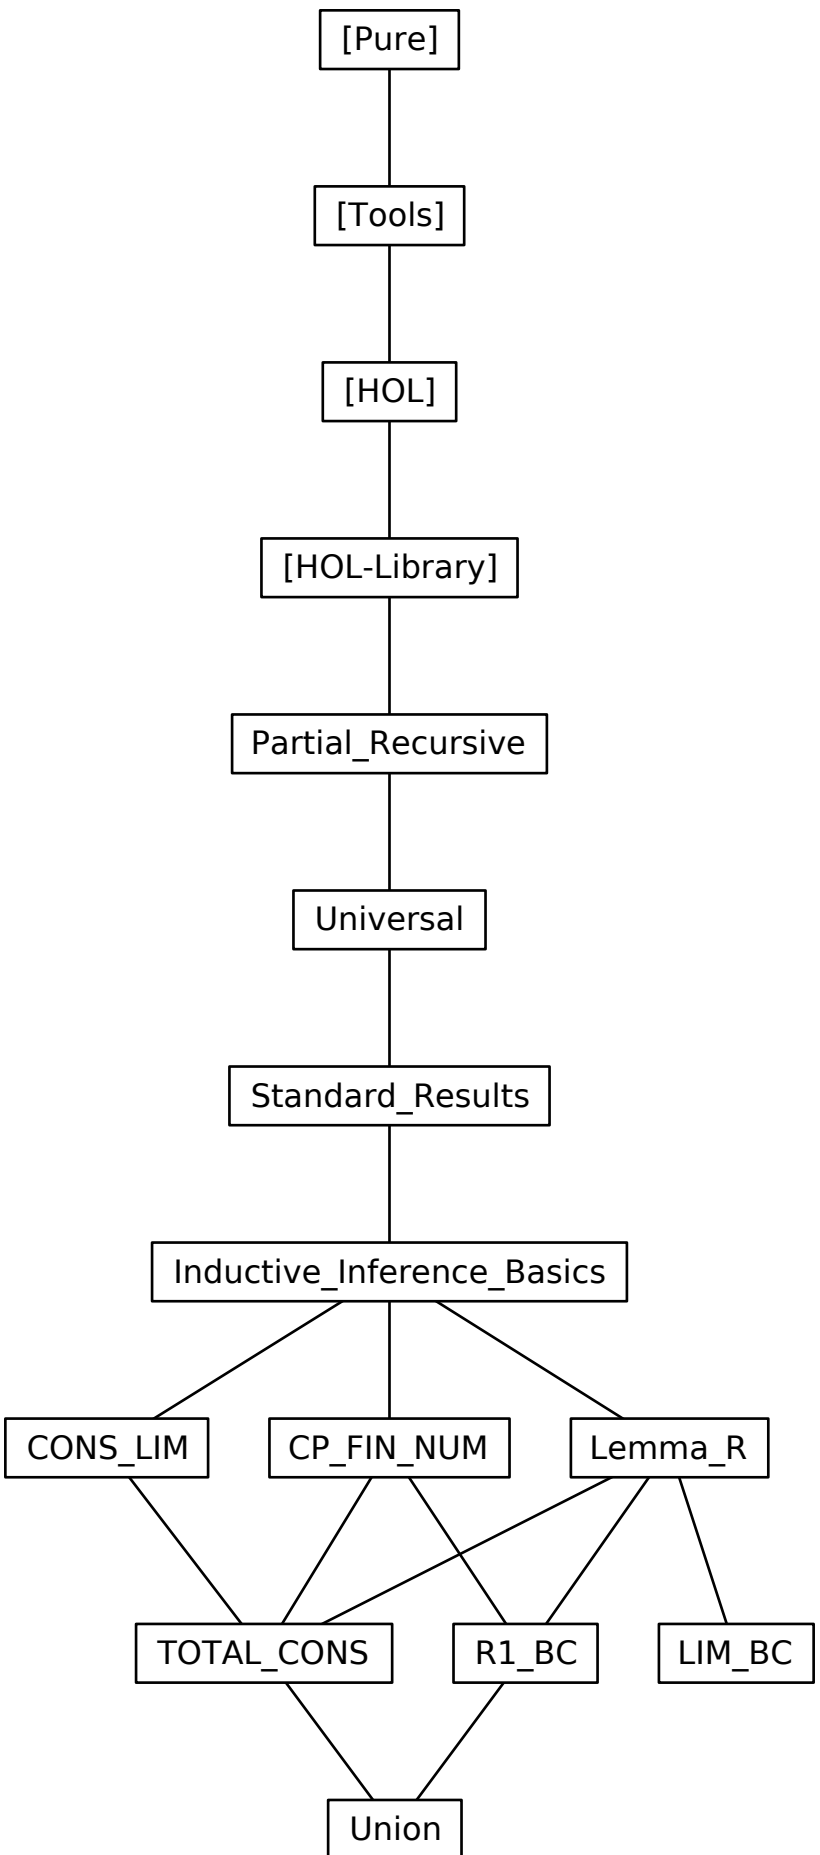 [Pure]
[Tools]
[HOL]
[HOL-Library]
Partial_Recursive
Universal
Standard_Results
Inductive_Inference_Basics
CONS_LIM CP_FIN_NUM Lemma_R
TOTAL_CONS R1_BC LIM_BC
Union